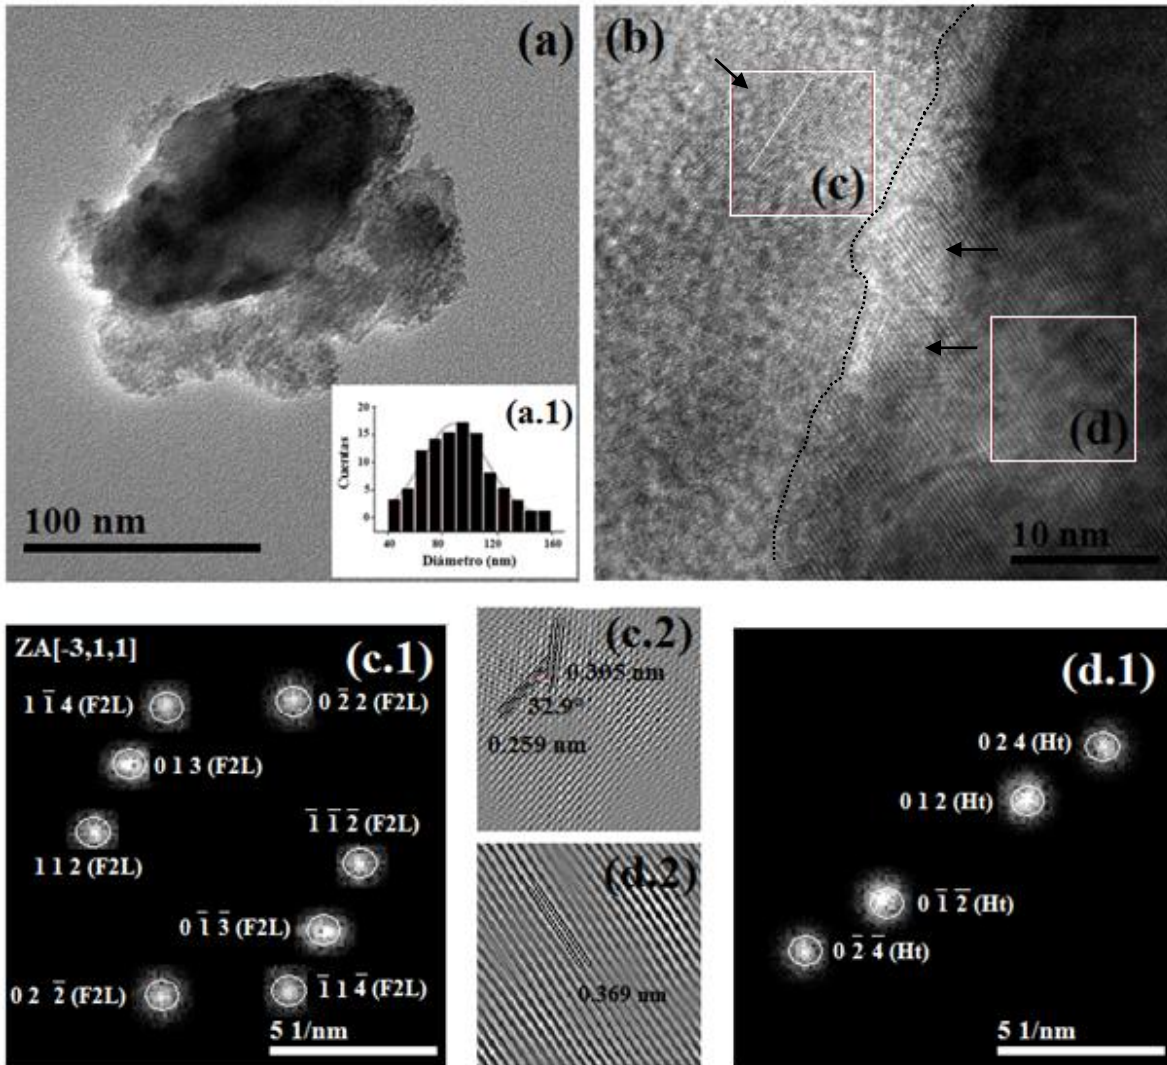 (a)
100 nm
(a.1)
Cuentas
20
15
10
5
0
40
80
120
160
Diámetro (nm)
(b)
(c)
(d)
10 nm
ZA[-3,1,1]
(c.1)
1 1̅ 4 (F2L)
0 2̅ 2 (F2L)
0 1 3 (F2L)
1 1 2 (F2L)
1̅ 1̅ 2̅ (F2L)
0 1̅ 3̅ (F2L)
0 2 2̅ (F2L)
1̅ 1 4̅ (F2L)
5 1/nm
(c.2)
0.305 nm
32.9°
0.259 nm
(d.2)
0.369 nm
(d.1)
0 2 4 (Ht)
0 1 2 (Ht)
0 1̅ 2̅ (Ht)
0 2̅ 4̅ (Ht)
5 1/nm